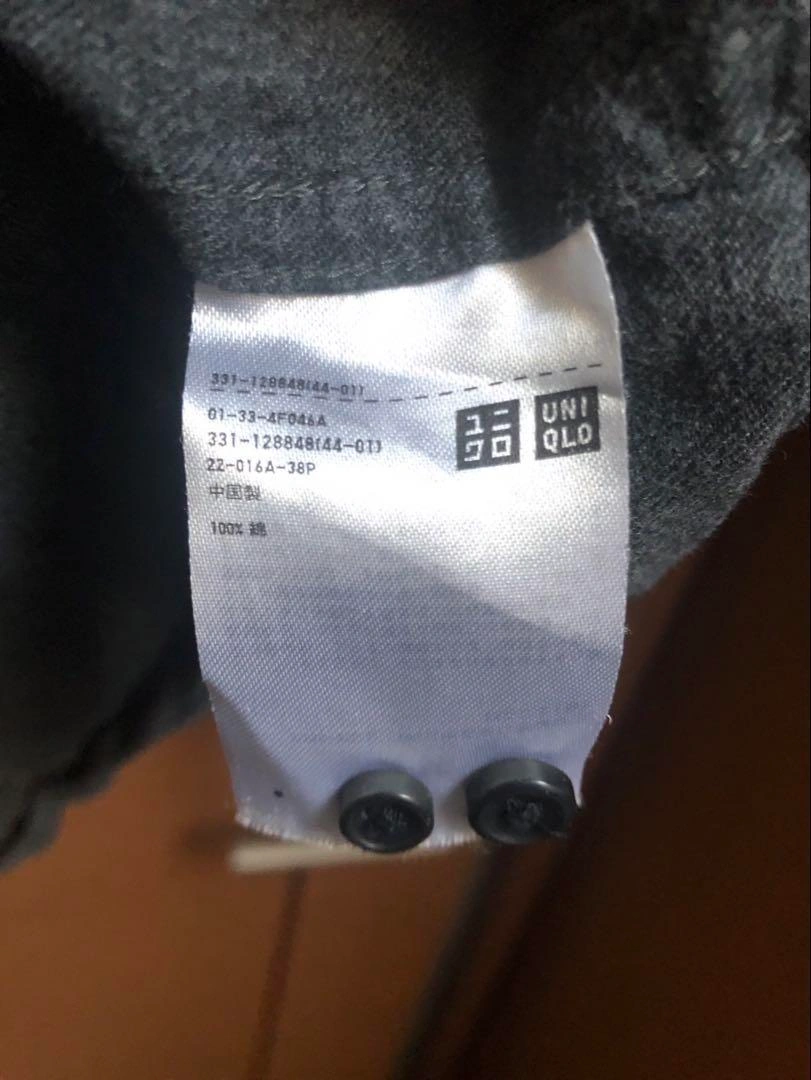 331-128848(44-01)
01-33-4F046A
331-128848(44-01)
22-016A-38P
中国製
100% 綿
ユニ
クロ
UNI
QLO